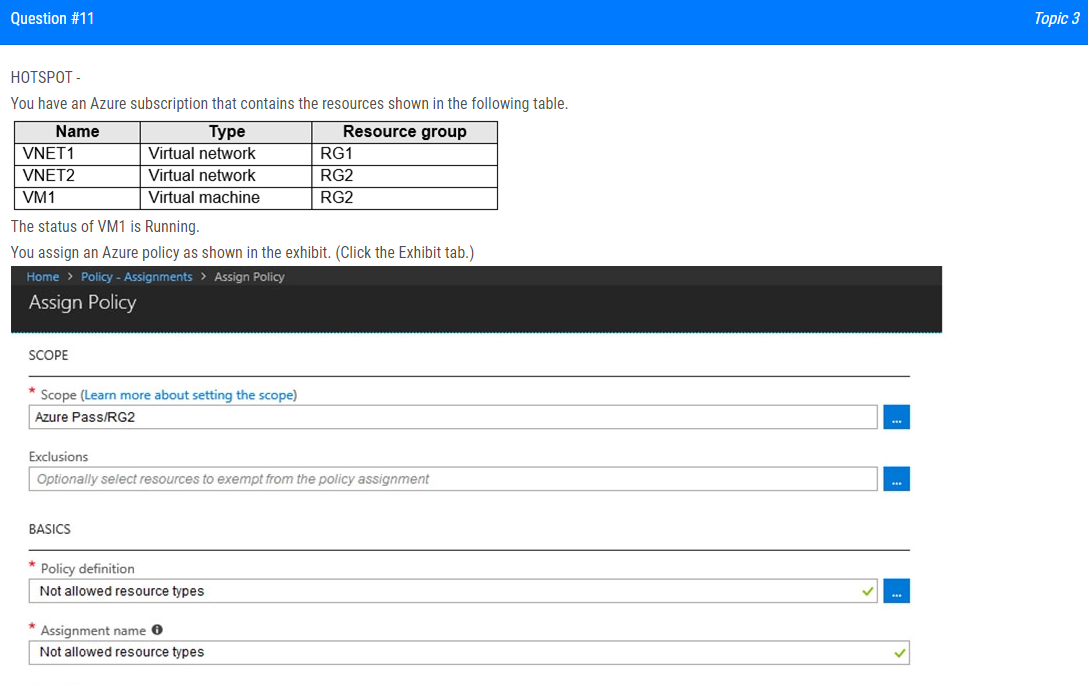 Question #11
Topic 3
HOTSPOT -
You have an Azure subscription that contains the resources shown in the following table.
Name Type Resource group
VNET1 Virtual network RG1
VNET2 Virtual network RG2
VM1 Virtual machine RG2
The status of VM1 is Running.
You assign an Azure policy as shown in the exhibit. (Click the Exhibit tab.)
Home > Policy - Assignments > Assign Policy
Assign Policy
SCOPE
* Scope (Learn more about setting the scope)
Azure Pass/RG2
...
Exclusions
Optionally select resources to exempt from the policy assignment
...
BASICS
* Policy definition
Not allowed resource types
...
* Assignment name
Not allowed resource types